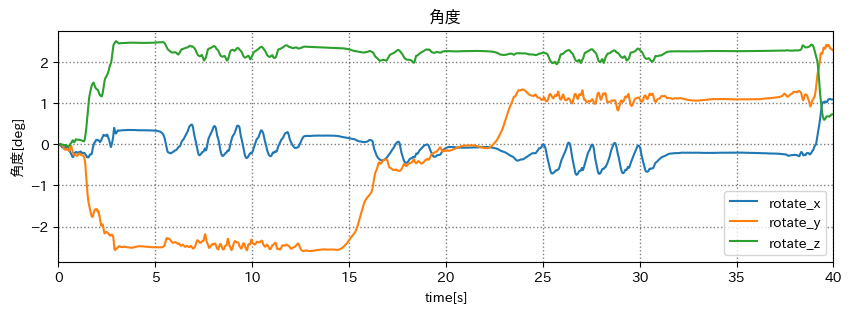 角度
角度[deg]
2
1
0
−1
−2
0
5
10
15
20
25
30
35
40
time[s]
rotate_x
rotate_y
rotate_z